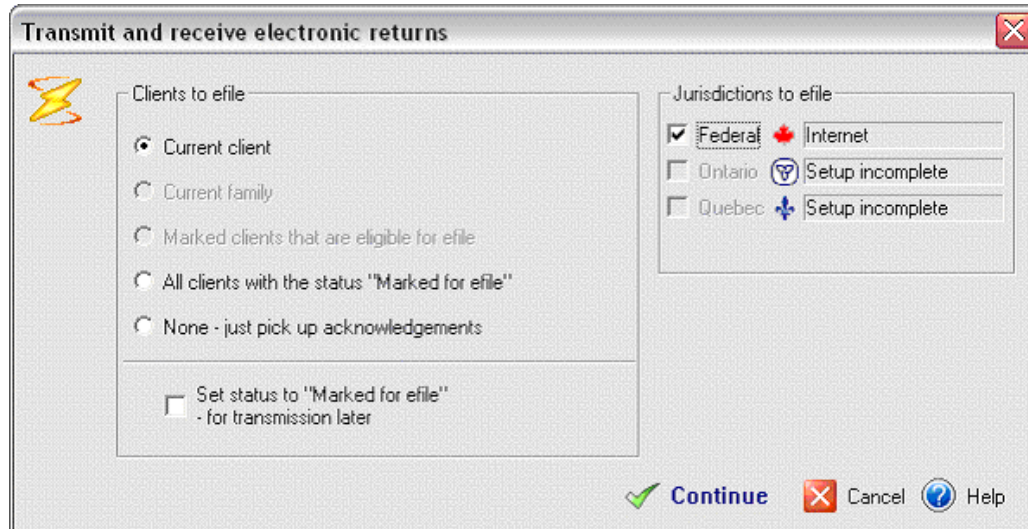 Transmit and receive electronic returns
Clients to efile
Current client
Current family
Marked clients that are eligible for efile
All clients with the status "Marked for efile"
None - just pick up acknowledgements
Set status to "Marked for efile"
- for transmission later
Jurisdictions to efile
Federal Internet
Ontario Setup incomplete
Quebec Setup incomplete
Continue Cancel Help